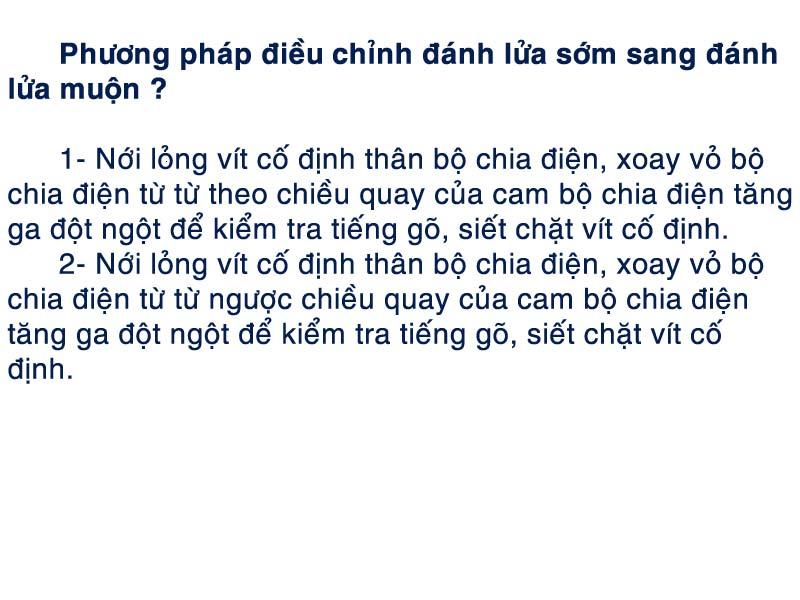 Phương pháp điều chỉnh đánh lửa sớm sang đánh
lửa muộn ?
1- Nới lỏng vít cố định thân bộ chia điện, xoay vỏ bộ
chia điện từ từ theo chiều quay của cam bộ chia điện tăng
ga đột ngột để kiểm tra tiếng gõ, siết chặt vít cố định.
2- Nới lỏng vít cố định thân bộ chia điện, xoay vỏ bộ
chia điện từ từ ngược chiều quay của cam bộ chia điện
tăng ga đột ngột để kiểm tra tiếng gõ, siết chặt vít cố
định.